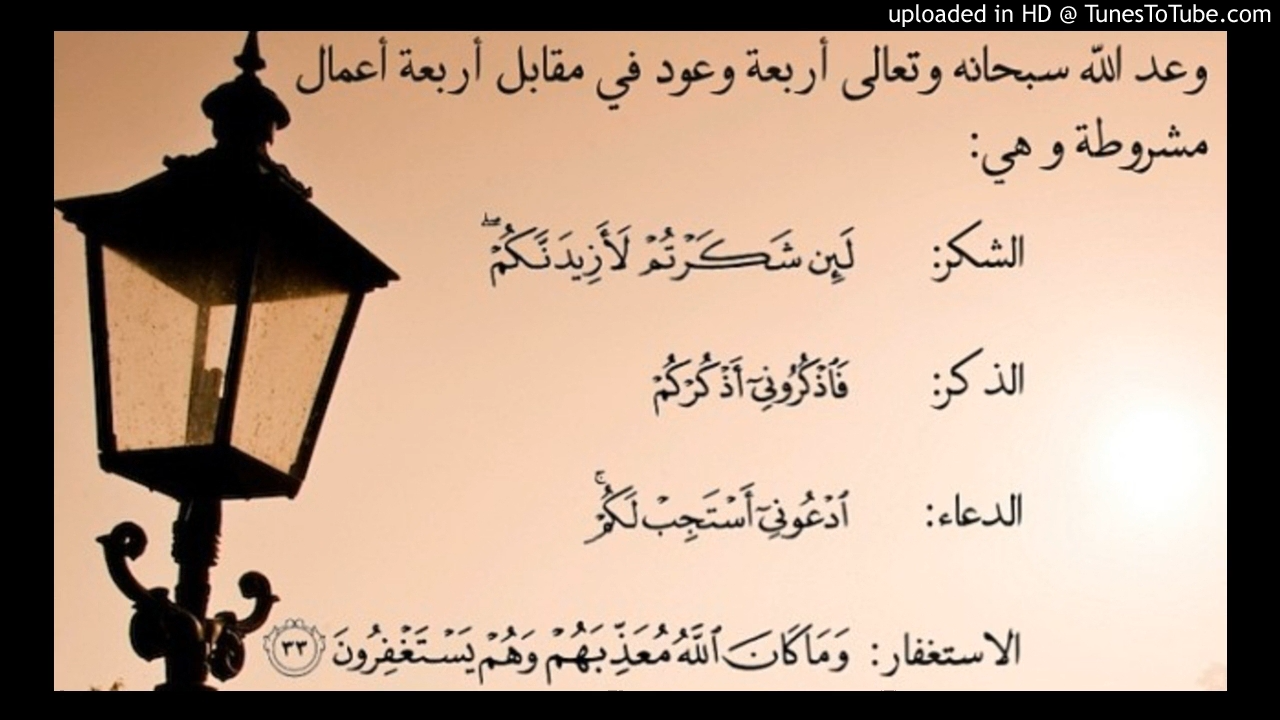 uploaded in HD @ TunesToTube.com
وعد الله سبحانه وتعالى أربعة وعود في مقابل أربعة أعمال
مشروطة و هي:
الشكر: لَئِن شَكَرۡتُمۡ لَأَزِيدَنَّكُمۡۖ
الذكر: فَٱذۡكُرُونِيٓ أَذۡكُرۡكُمۡ
الدعاء: ٱدۡعُونِيٓ أَسۡتَجِبۡ لَكُمۡۚ
الاستغفار: وَمَا كَانَ ٱللَّهُ مُعَذِّبَهُمۡ وَهُمۡ يَسۡتَغۡفِرُونَ ٣٣